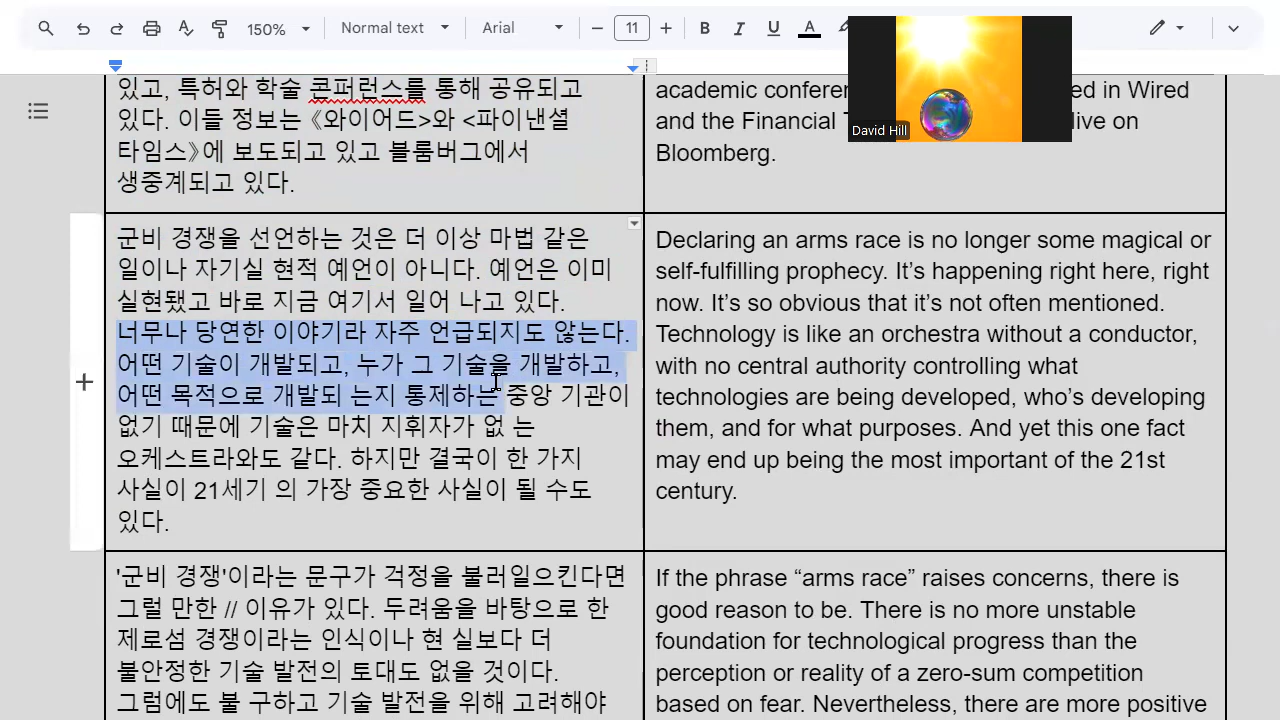 150%
Normal text
Arial
11
B
I
U
A
David Hill
있고, 특허와 학술 콘퍼런스를 통해 공유되고
있다. 이들 정보는 《와이어드>와 <파이낸셜
타임스》에 보도되고 있고 블룸버그에서
생중계되고 있다.
academic conferen
ed in Wired
and the Financial T
live on
Bloomberg.
군비 경쟁을 선언하는 것은 더 이상 마법 같은
일이나 자기실 현적 예언이 아니다. 예언은 이미
실현됐고 바로 지금 여기서 일어 나고 있다.
너무나 당연한 이야기라 자주 언급되지도 않는다.
어떤 기술이 개발되고, 누가 그 기술을 개발하고,
어떤 목적으로 개발되 는지 통제하는 중앙 기관이
없기 때문에 기술은 마치 지휘자가 없 는
오케스트라와도 같다. 하지만 결국이 한 가지
사실이 21세기 의 가장 중요한 사실이 될 수도
있다.
Declaring an arms race is no longer some magical or
self-fulfilling prophecy. It’s happening right here, right
now. It’s so obvious that it’s not often mentioned.
Technology is like an orchestra without a conductor,
with no central authority controlling what
technologies are being developed, who’s developing
them, and for what purposes. And yet this one fact
may end up being the most important of the 21st
century.
'군비 경쟁'이라는 문구가 걱정을 불러일으킨다면
그럴 만한 // 이유가 있다. 두려움을 바탕으로 한
제로섬 경쟁이라는 인식이나 현 실보다 더
불안정한 기술 발전의 토대도 없을 것이다.
그럼에도 불 구하고 기술 발전을 위해 고려해야
If the phrase “arms race” raises concerns, there is
good reason to be. There is no more unstable
foundation for technological progress than the
perception or reality of a zero-sum competition
based on fear. Nevertheless, there are more positive